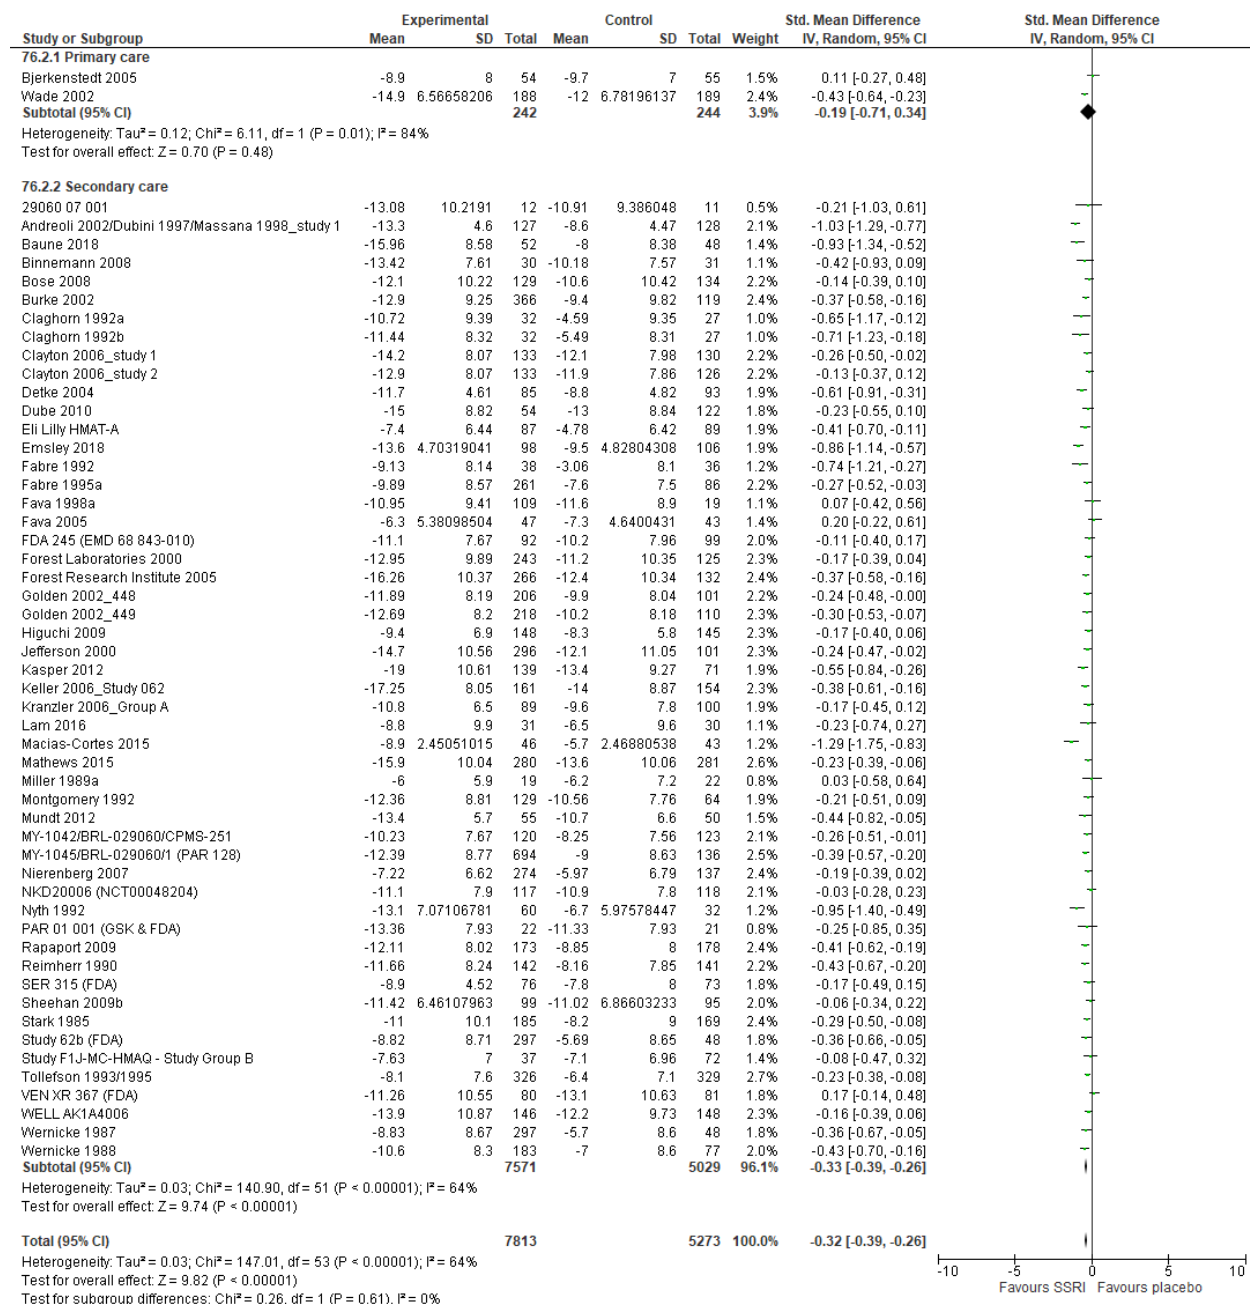 Experimental Control Std. Mean Difference Std. Mean Difference
Study or Subgroup Mean SD Total Mean SD Total Weight IV, Random, 95% CI IV, Random, 95% CI
76.2.1 Primary care
Bjerkenstedt 2005 -8.9 8 54 -9.7 -7 55 1.5% 0.11 [-0.27, 0.48]
Wade 2002 -14.9 6.56658206 188 -12 6.78196137 189 2.4% -0.43 [-0.64, -0.23]
Subtotal (95% CI) 242 244 3.9% -0.19 [-0.71, 0.34]
Heterogeneity: Tau² = 0.12; Chi² = 6.11, df = 1 (P = 0.01); I² = 84%
Test for overall effect: Z = 0.70 (P = 0.48)
76.2.2 Secondary care
29060 07 001 -13.08 10.2191 12 -10.91 9.386048 11 0.5% -0.21 [-1.03, 0.61]
Andreoli 2002/Dubini 1997/Massana 1998_study 1 -13.3 4.6 127 -8.6 4.47 128 2.1% -1.03 [-1.29, -0.77]
Baune 2018 -15.96 8.58 52 -8 8.38 48 1.4% -0.93 [-1.34, -0.52]
Binnemann 2008 -13.42 7.61 30 -10.18 7.57 31 1.1% -0.42 [-0.93, 0.09]
Bose 2008 -12.1 10.22 129 -10.6 10.42 134 2.2% -0.14 [-0.39, 0.10]
Burke 2002 -12.9 9.25 366 -9.4 9.82 119 2.4% -0.37 [-0.58, -0.16]
Claghorn 1992a -10.72 9.39 32 -4.59 9.35 27 1.0% -0.65 [-1.17, -0.12]
Claghorn 1992b -11.44 8.32 32 -5.49 8.31 27 1.0% -0.71 [-1.23, -0.18]
Clayton 2006_study 1 -14.2 8.07 133 -12.1 7.98 130 2.2% -0.26 [-0.50, -0.02]
Clayton 2006_study 2 -12.9 8.07 133 -11.9 7.86 126 2.2% -0.13 [-0.37, 0.12]
Detke 2004 -11.7 4.61 85 -8.8 4.82 93 1.9% -0.61 [-0.91, -0.31]
Dube 2010 -15 8.82 54 -13 8.84 122 1.8% -0.23 [-0.55, 0.10]
Eli Lilly HMAT-A -7.4 6.44 87 -4.78 6.42 89 1.9% -0.41 [-0.70, -0.11]
Emsley 2018 -13.6 4.70319041 98 -9.5 4.82804308 106 1.9% -0.86 [-1.14, -0.57]
Fabre 1992 -9.13 8.14 38 -3.06 8.1 36 1.2% -0.74 [-1.21, -0.27]
Fabre 1995a -9.89 8.57 261 -7.6 7.5 86 2.2% -0.27 [-0.52, -0.03]
Fava 1998a -10.95 9.41 109 -11.6 8.9 19 1.1% 0.07 [-0.42, 0.56]
Fava 2005 -6.3 5.38098504 47 -7.3 4.6400431 43 1.4% 0.20 [-0.22, 0.61]
FDA 245 (EMD 68 843-010) -11.1 7.67 92 -10.2 7.96 99 2.0% -0.11 [-0.40, 0.17]
Forest Laboratories 2000 -12.95 9.89 243 -11.2 10.35 125 2.3% -0.17 [-0.39, 0.04]
Forest Research Institute 2005 -16.26 10.37 266 -12.4 10.34 132 2.4% -0.37 [-0.58, -0.16]
Golden 2002_448 -11.89 8.19 206 -9.9 8.04 101 2.2% -0.24 [-0.48, -0.00]
Golden 2002_449 -12.69 8.2 218 -10.2 8.18 110 2.3% -0.30 [-0.53, -0.07]
Higuchi 2009 -9.4 6.9 148 -8.3 5.8 145 2.3% -0.17 [-0.40, 0.06]
Jefferson 2000 -14.7 10.56 296 -12.1 11.05 101 2.3% -0.24 [-0.47, -0.02]
Kasper 2012 -19 10.61 139 -13.4 9.27 71 1.9% -0.55 [-0.84, -0.26]
Keller 2006_Study 062 -17.25 8.05 161 -14 8.87 154 2.3% -0.38 [-0.61, -0.16]
Kranzler 2006_Group A -10.8 6.5 89 -9.6 7.8 100 2.0% -0.17 [-0.45, 0.12]
Lam 2016 -8.8 9.9 31 -6.5 9.6 30 1.1% -0.23 [-0.74, 0.27]
Macias-Cortes 2015 -8.9 2.45051015 46 -5.7 2.46880538 43 1.2% -1.29 [-1.75, -0.83]
Mathews 2015 -15.9 10.04 280 -13.6 10.06 281 2.6% -0.23 [-0.39, -0.06]
Miller 1989a -6 5.9 19 -6.2 7.2 22 0.8% 0.03 [-0.58, 0.64]
Montgomery 1992 -12.36 8.81 129 -10.56 7.76 64 1.9% -0.21 [-0.51, 0.09]
Mundt 2012 -13.4 5.7 55 -10.7 6.6 50 1.5% -0.44 [-0.82, -0.05]
MY-1042/BRL-029060/CPMS-251 -10.23 7.67 120 -8.25 7.56 123 2.1% -0.26 [-0.51, -0.01]
MY-1045/BRL-029060/1 (PAR 128) -12.39 8.77 694 -9 8.63 136 2.5% -0.39 [-0.57, -0.20]
Nierenberg 2007 -7.22 6.62 274 -5.97 6.79 137 2.4% -0.19 [-0.39, 0.02]
NKD20006 (NCT00048204) -11.1 7.9 117 -10.9 7.8 118 2.1% -0.03 [-0.28, 0.23]
Nyth 1992 -13.1 7.07106781 60 -6.7 5.97578447 32 1.2% -0.95 [-1.40, -0.49]
PAR 01 001 (GSK & FDA) -13.36 7.93 22 -11.33 7.93 21 0.8% -0.25 [-0.85, 0.35]
Rapaport 2009 -12.11 8.02 173 -8.85 8 178 2.4% -0.41 [-0.62, -0.19]
Reimherr 1990 -11.66 8.24 142 -8.16 7.85 141 2.2% -0.43 [-0.67, -0.20]
SER 315 (FDA) -8.9 4.52 76 -7.8 8 73 1.8% -0.17 [-0.49, 0.15]
Sheehan 2009b -11.42 6.46107963 99 -11.02 6.86603233 95 2.0% -0.06 [-0.34, 0.22]
Stark 1985 -11 10.1 185 -8.2 9 169 2.4% -0.29 [-0.50, -0.08]
Study 62b (FDA) -8.82 8.71 297 -5.69 8.65 48 1.8% -0.36 [-0.66, -0.05]
Study F1J-MC-HMAQ - Study Group B -7.63 7 37 -7.1 6.96 72 1.5% -0.08 [-0.47, 0.32]
Tollefson 1993/1995 -8.1 7.6 326 -6.4 7.1 329 2.7% -0.23 [-0.38, -0.08]
VEN XR 367 (FDA) -11.26 10.55 80 -13.1 10.63 81 1.9% 0.17 [-0.14, 0.48]
WELL AK1A4006 -13.9 10.87 146 -12.2 9.73 148 2.3% -0.16 [-0.39, 0.06]
Wernicke 1987 -8.83 8.67 297 -5.7 8.6 48 1.8% -0.36 [-0.67, -0.05]
Wernicke 1988 -10.6 8.3 183 -7 8.6 77 2.0% -0.43 [-0.70, -0.16]
Subtotal (95% CI) 7571 5029 96.1% -0.33 [-0.39, -0.26]
Heterogeneity: Tau² = 0.03; Chi² = 140.90, df = 51 (P < 0.00001); I² = 64%
Test for overall effect: Z = 9.74 (P < 0.00001)
Total (95% CI) 7813 5273 100.0% -0.32 [-0.39, -0.26]
Heterogeneity: Tau² = 0.03; Chi² = 147.01, df = 53 (P < 0.00001); I² = 64%
Test for overall effect: Z = 9.82 (P < 0.00001)
Test for subgroup differences: Chi² = 0.26, df = 1 (P = 0.61), I² = 0%
-10 -5 0 5 10
Favours SSRI Favours placebo